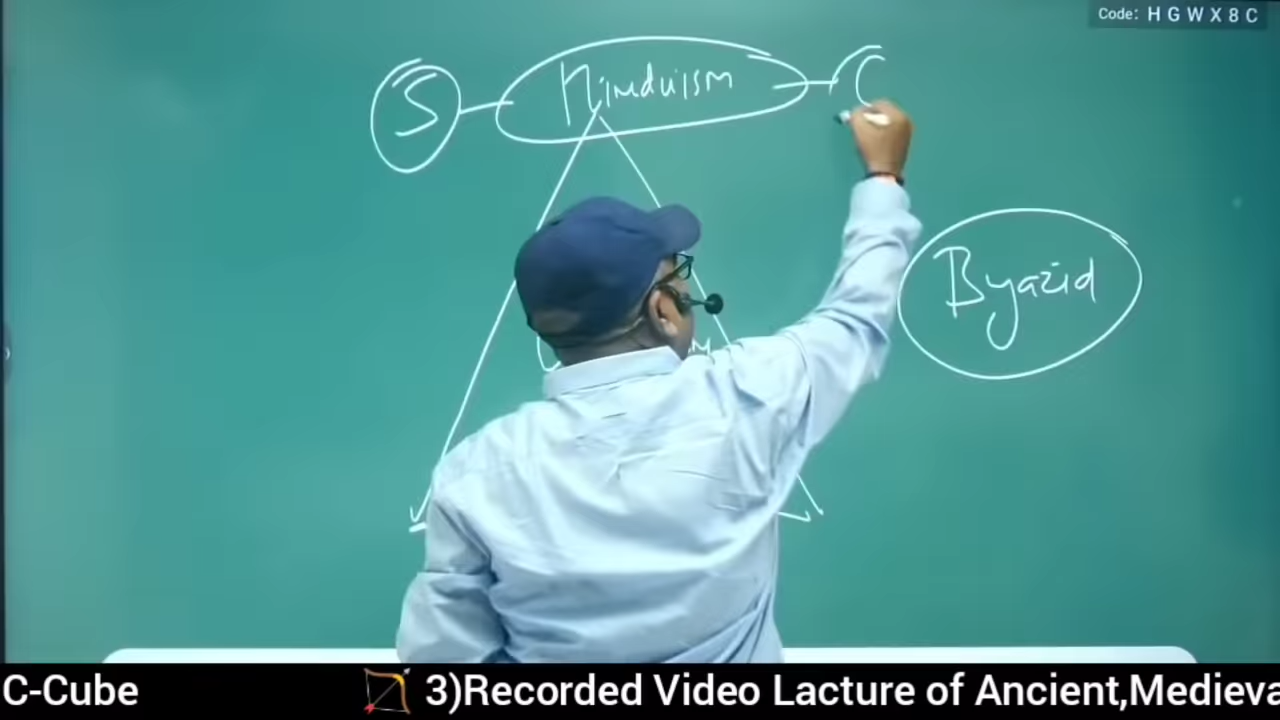 Code: H G W X 8 C
S
Hinduism
C
Byazid
C-Cube
3)Recorded Video Lacture of Ancient,Medieva